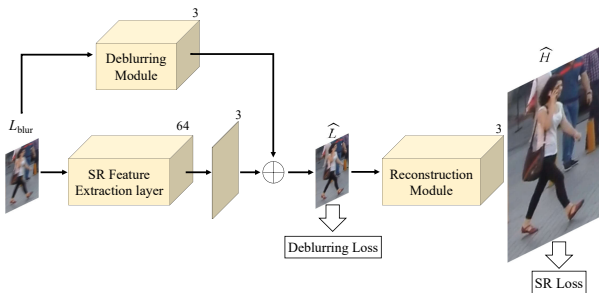 3
Deblurring
Module
L_blur
64
SR Feature
Extraction layer
3
L̂
Deblurring Loss
3
Reconstruction
Module
Ĥ
SR Loss